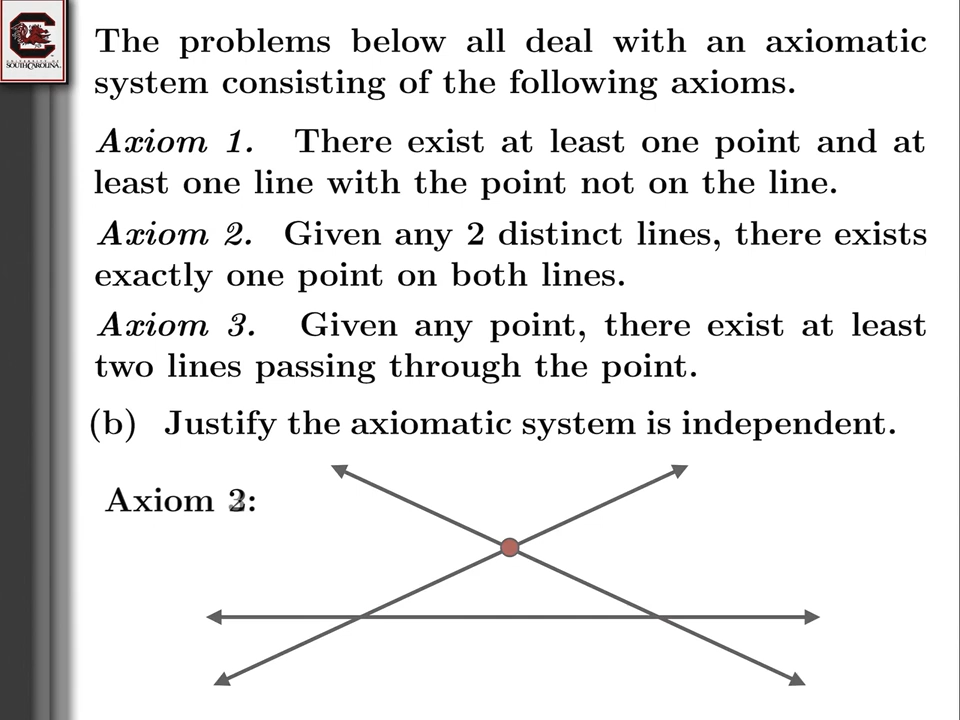 SOUTH CAROLINA
The problems below all deal with an axiomatic
system consisting of the following axioms.
Axiom 1. There exist at least one point and at
least one line with the point not on the line.
Axiom 2. Given any 2 distinct lines, there exists
exactly one point on both lines.
Axiom 3. Given any point, there exist at least
two lines passing through the point.
(b) Justify the axiomatic system is independent.
Axiom :